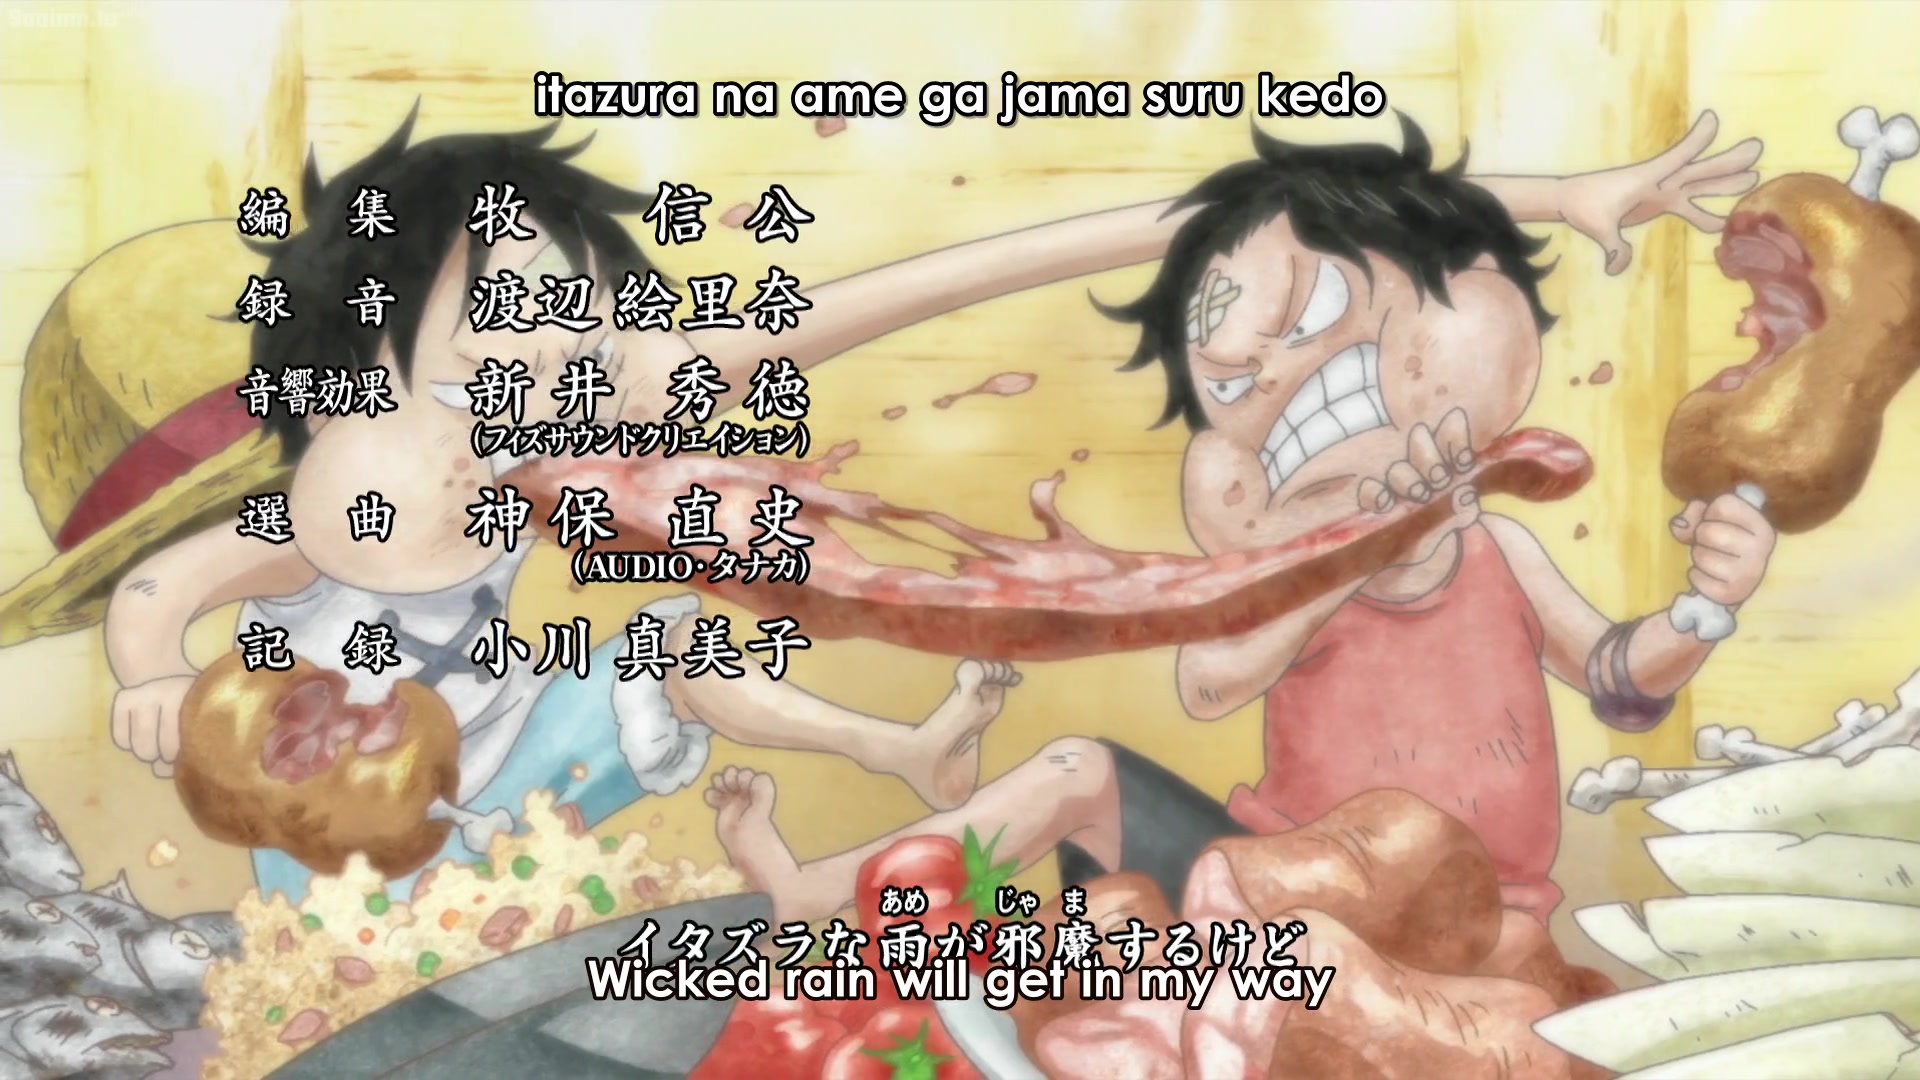 itazura na ame ga jama suru kedo
編集 牧 信公
録音 渡辺 絵里奈
音響効果 新井 秀徳
(フィズサウンドクリエイション)
選曲 神保 直史
(AUDIO・タナカ)
記録 小川 真美子
あめ じゃ ま
イタズラな雨が邪魔するけど
Wicked rain will get in my way